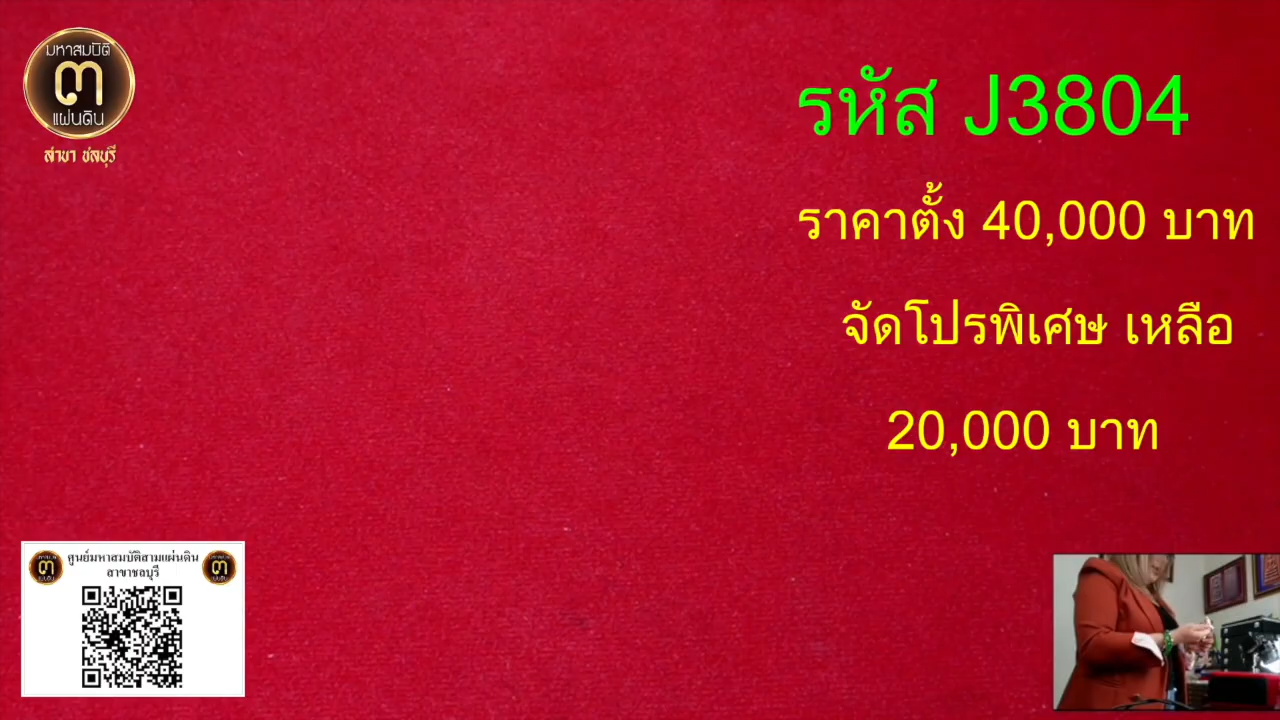 มหาสมบัติ
๓
แผ่นดิน
สาขา ชลบุรี
รหัส J3804
ราคาตั้ง 40,000 บาท
จัดโปรพิเศษ เหลือ
20,000 บาท
ศูนย์มหาสมบัติสามแผ่นดิน
สาขาชลบุรี